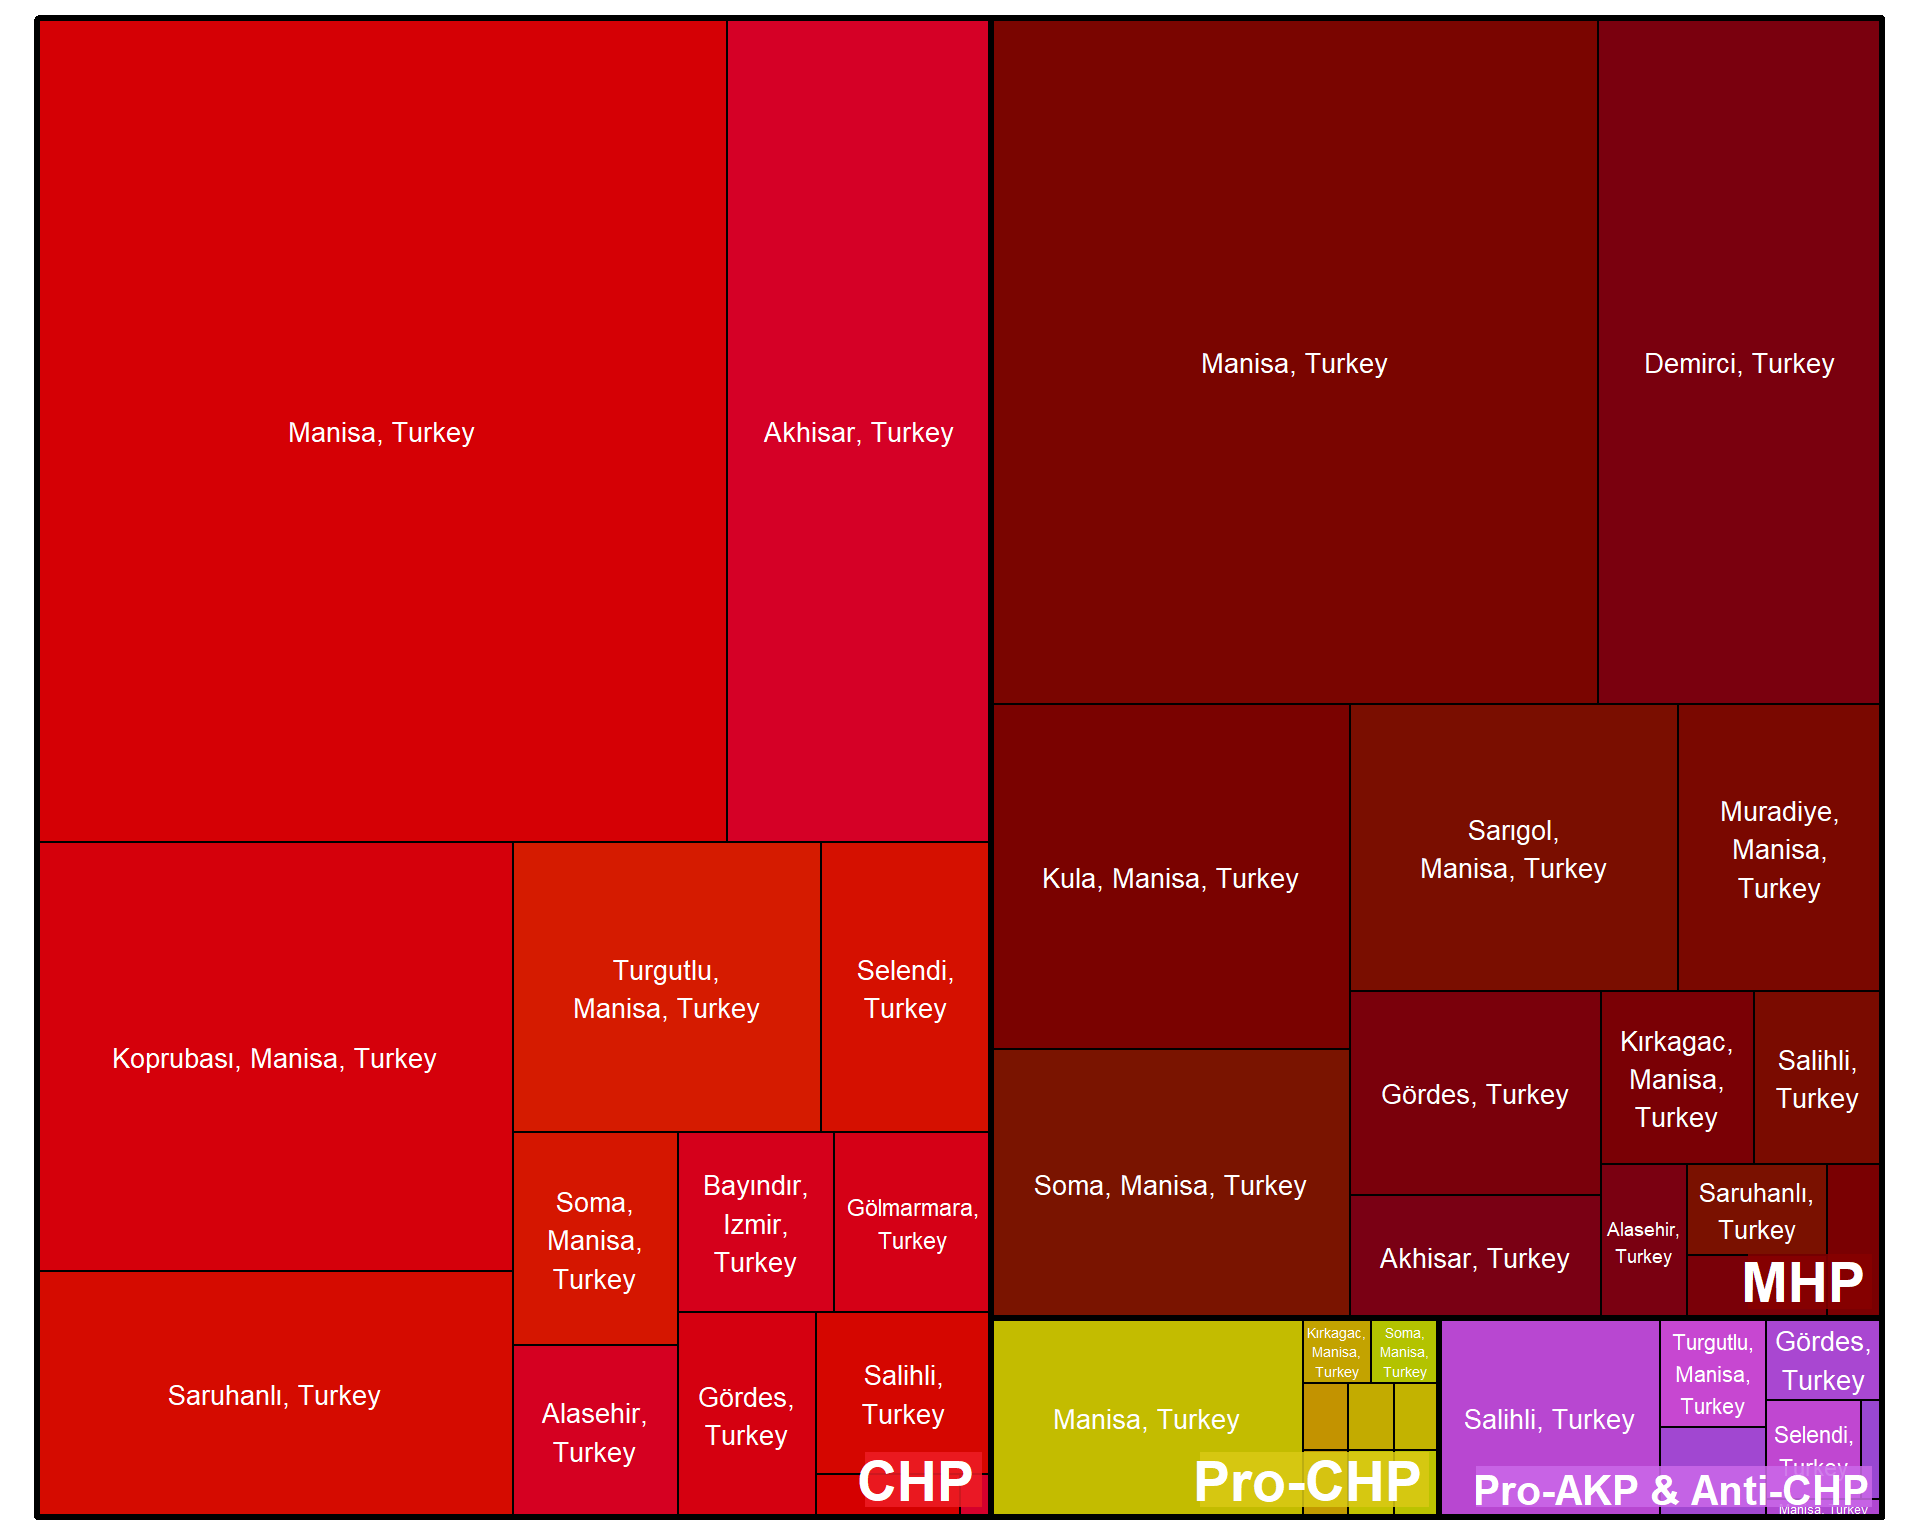 Manisa, Turkey
Akhisar, Turkey
Koprubası, Manisa, Turkey
Turgutlu,
Manisa, Turkey
Selendi,
Turkey
Soma,
Manisa,
Turkey
Bayındır,
Izmir,
Turkey
Gölmarmara,
Turkey
Saruhanlı, Turkey
Alasehir,
Turkey
Gördes,
Turkey
Salihli,
Turkey
CHP
Manisa, Turkey
Demirci, Turkey
Kula, Manisa, Turkey
Sarıgol,
Manisa, Turkey
Muradiye,
Manisa,
Turkey
Soma, Manisa, Turkey
Gördes, Turkey
Kırkagac,
Manisa,
Turkey
Salihli,
Turkey
Akhisar, Turkey
Alasehir,
Turkey
Saruhanlı,
Turkey
MHP
Manisa, Turkey
Kırkagac,
Manisa,
Turkey
Soma,
Manisa,
Turkey
Pro-CHP
Salihli, Turkey
Turgutlu,
Manisa,
Turkey
Gördes,
Turkey
Selendi,
Turkey
Manisa, Turkey
Pro-AKP & Anti-CHP